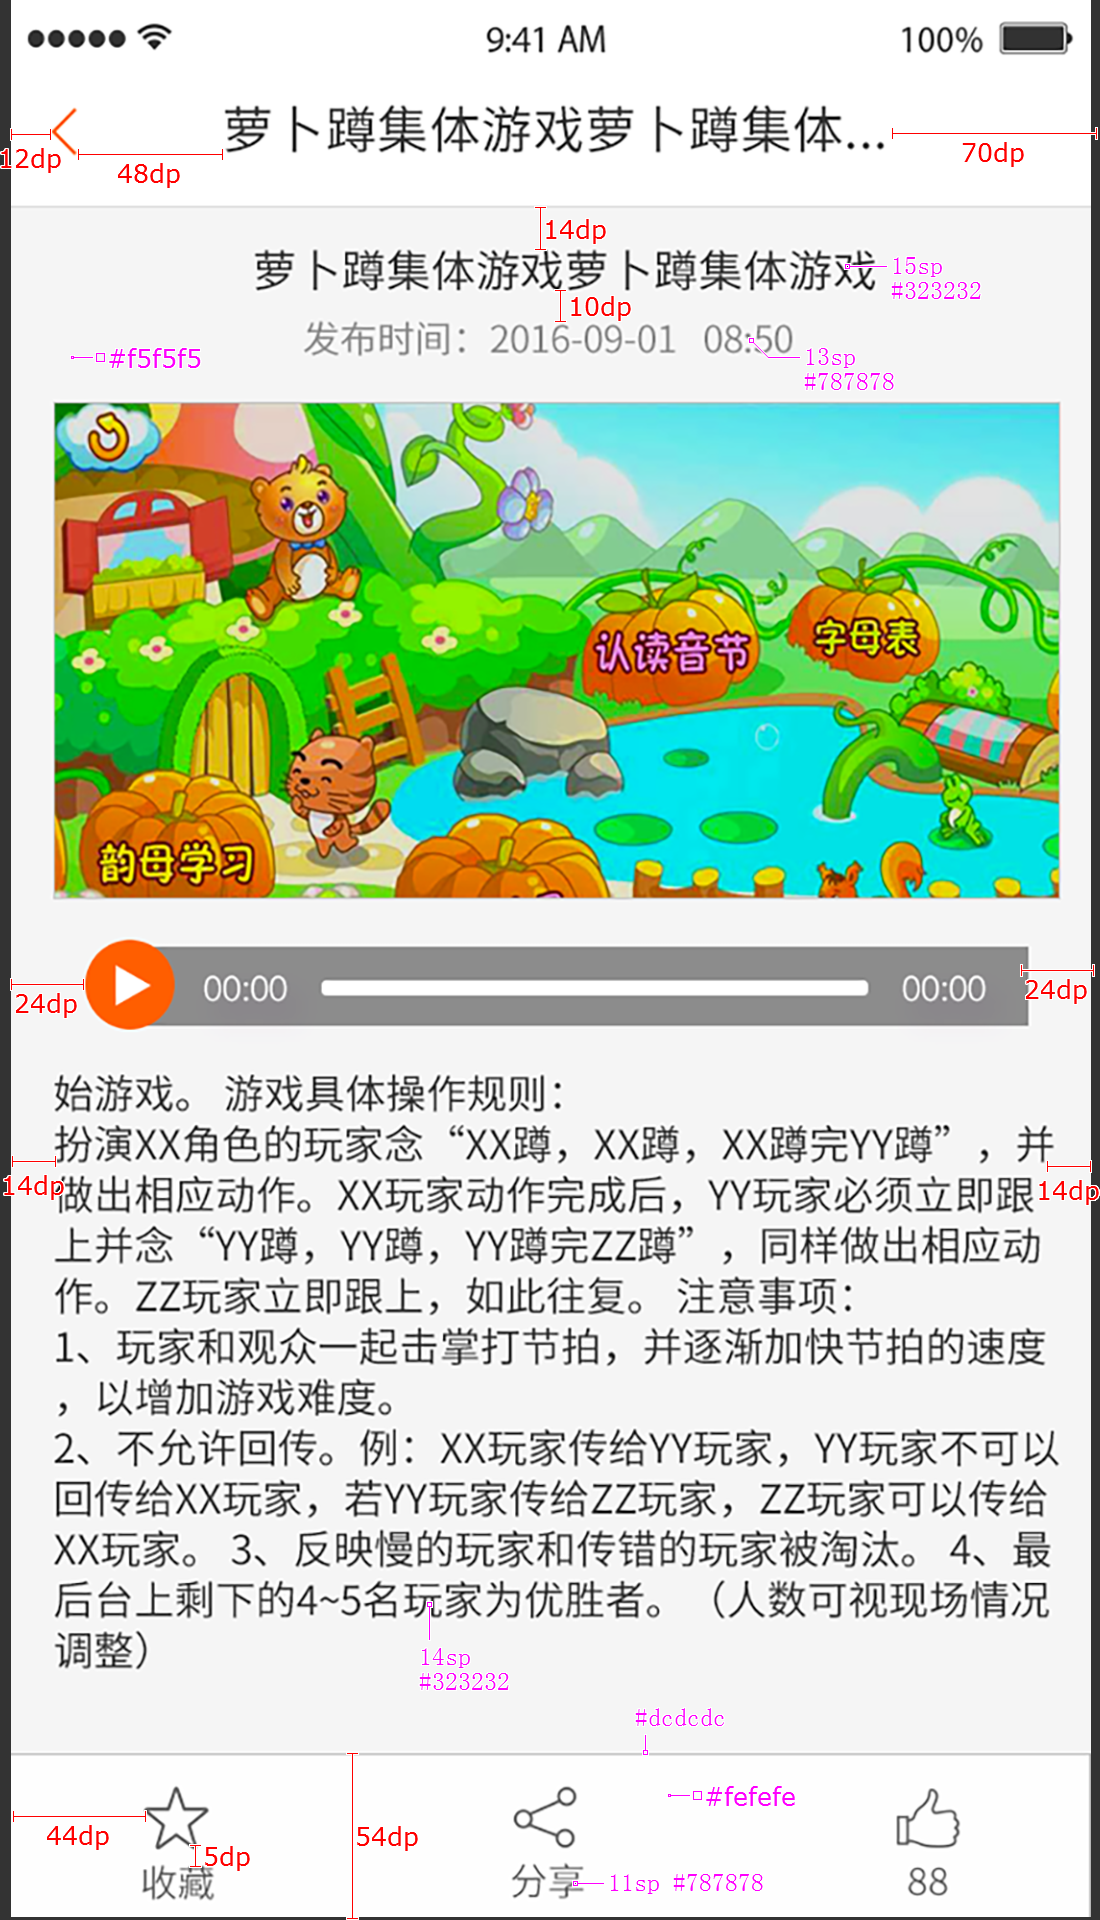 9:41 AM 100%
萝卜蹲集体游戏萝卜蹲集体...
12dp 48dp 70dp
14dp
萝卜蹲集体游戏萝卜蹲集体游戏
15sp
#323232
10dp
发布时间：2016-09-01 08:50
#f5f5f5
13sp
#787878
认读音节
字母表
韵母学习
00:00 00:00
24dp 24dp
始游戏。 游戏具体操作规则：
扮演XX角色的玩家念“XX蹲，XX蹲，XX蹲完YY蹲”，并
14dp 14dp
做出相应动作。XX玩家动作完成后，YY玩家必须立即跟
上并念“YY蹲，YY蹲，YY蹲完ZZ蹲”，同样做出相应动
作。ZZ玩家立即跟上，如此往复。 注意事项：
1、玩家和观众一起击掌打节拍，并逐渐加快节拍的速度
，以增加游戏难度。
2、不允许回传。例：XX玩家传给YY玩家，YY玩家不可以
回传给XX玩家，若YY玩家传给ZZ玩家，ZZ玩家可以传给
XX玩家。 3、反映慢的玩家和传错的玩家被淘汰。 4、最
后台上剩下的4~5名玩家为优胜者。（人数可视现场情况
调整）
14sp
#323232
#dcdcdc
#fefefe
44dp 54dp
5dp
收藏 分享 88
11sp #787878